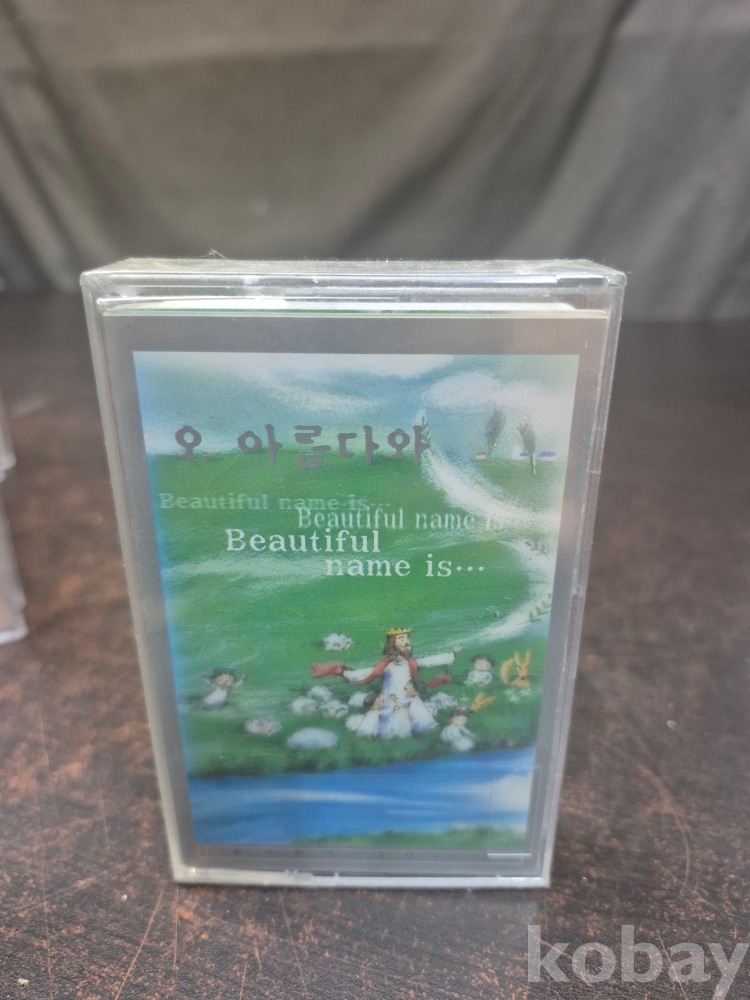 오, 아름다와
Beautiful name is...
Beautiful name is...
Beautiful
name is...
kobay